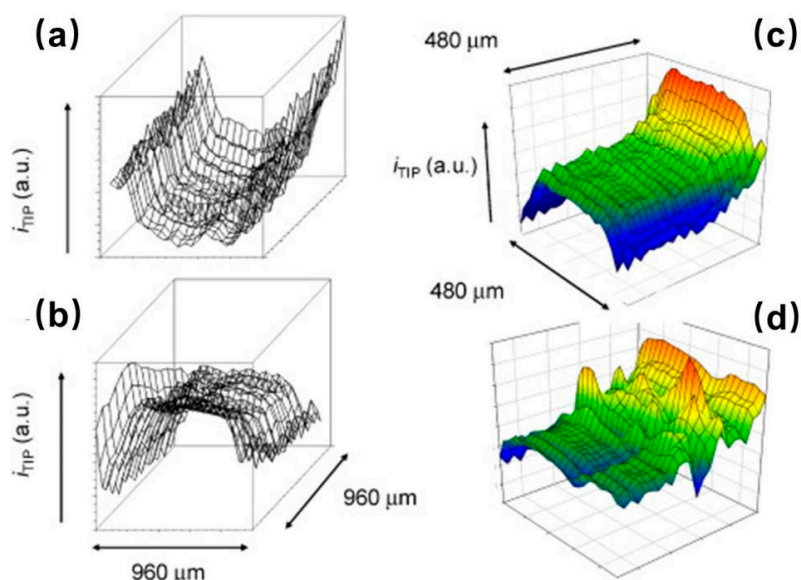 (a)
i_TIP (a.u.)
(b)
i_TIP (a.u.)
960 μm
960 μm
480 μm
(c)
i_TIP (a.u.)
480 μm
(d)